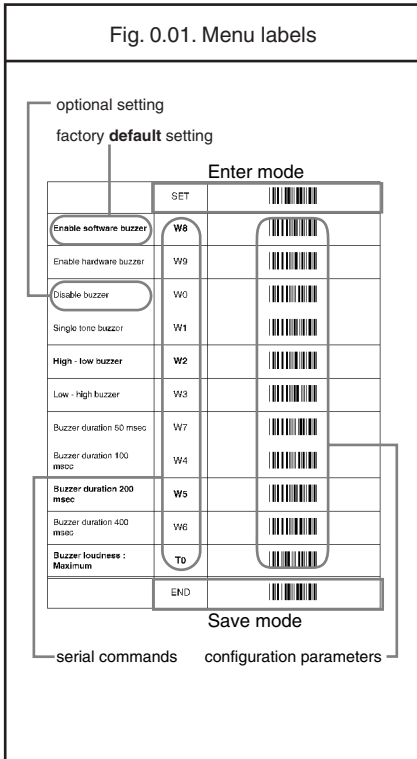 Fig. 0.01. Menu labels
optional setting
factory default setting
Enter mode
SET
Enable software buzzer W8
Enable hardware buzzer W9
Disable buzzer W0
Single tone buzzer W1
High - low buzzer W2
Low - high buzzer W3
Buzzer duration 50 msec W7
Buzzer duration 100
msec W4
Buzzer duration 200
msec W5
Buzzer duration 400
msec W6
Buzzer loudness :
Maximum T0
END
Save mode
serial commands configuration parameters